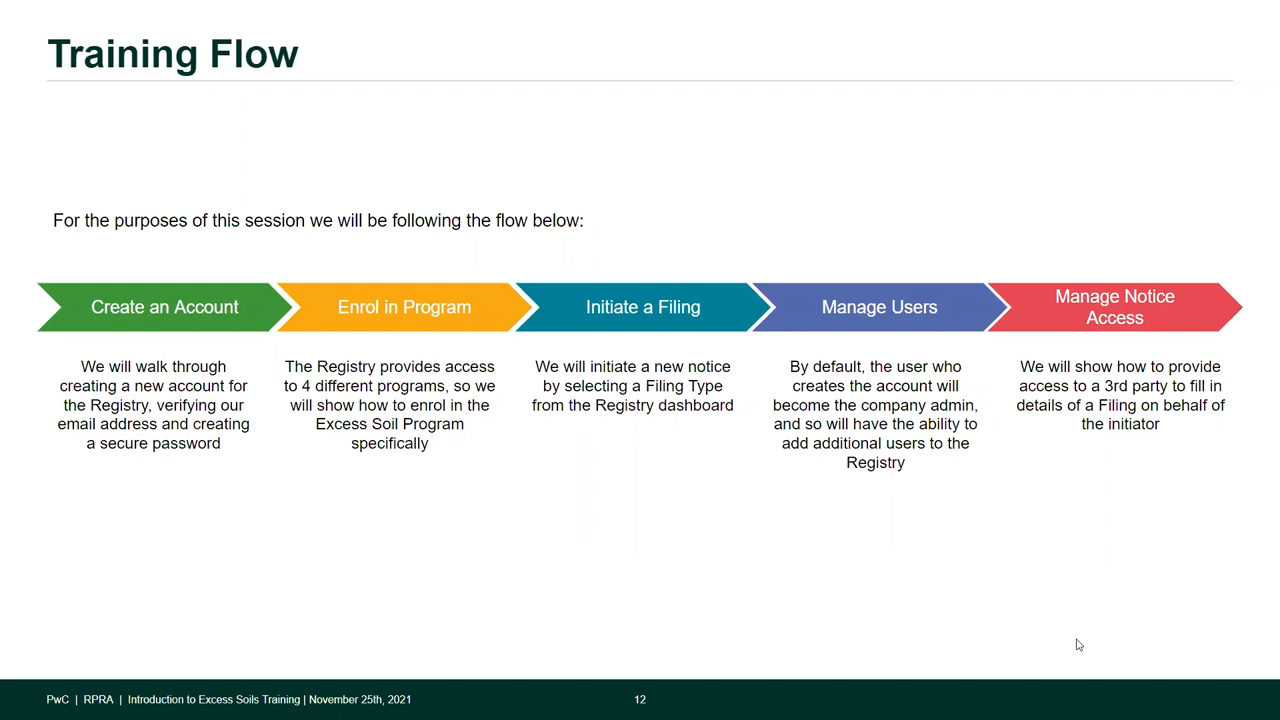 Training Flow
For the purposes of this session we will be following the flow below:
Create an Account
We will walk through
creating a new account for
the Registry, verifying our
email address and creating
a secure password
Enrol in Program
The Registry provides access
to 4 different programs, so we
will show how to enrol in the
Excess Soil Program
specifically
Initiate a Filing
We will initiate a new notice
by selecting a Filing Type
from the Registry dashboard
Manage Users
By default, the user who
creates the account will
become the company admin,
and so will have the ability to
add additional users to the
Registry
Manage Notice
Access
We will show how to provide
access to a 3rd party to fill in
details of a Filing on behalf of
the initiator
PwC | RPRA | Introduction to Excess Soils Training | November 25th, 2021
12